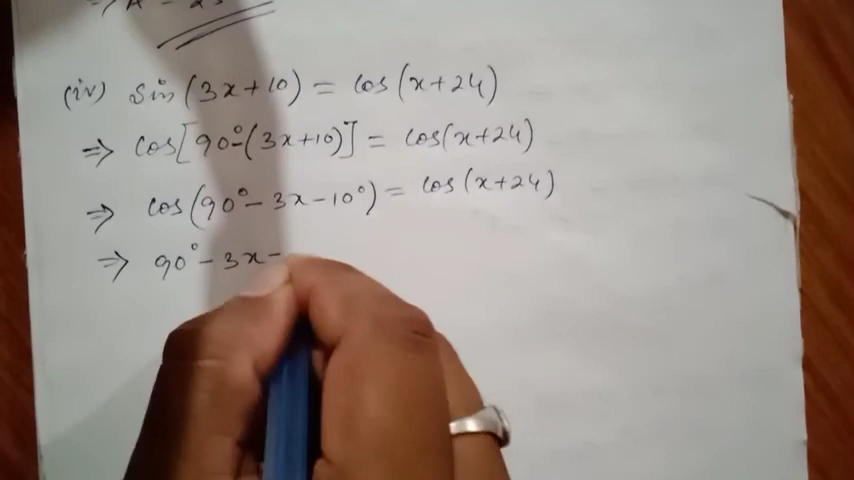 (iv) sin(3x+10) = cos(x+24)
⇒ cos[90°-(3x+10)] = cos(x+24)
⇒ cos(90°-3x-10°) = cos(x+24)
⇒ 90°-3x-